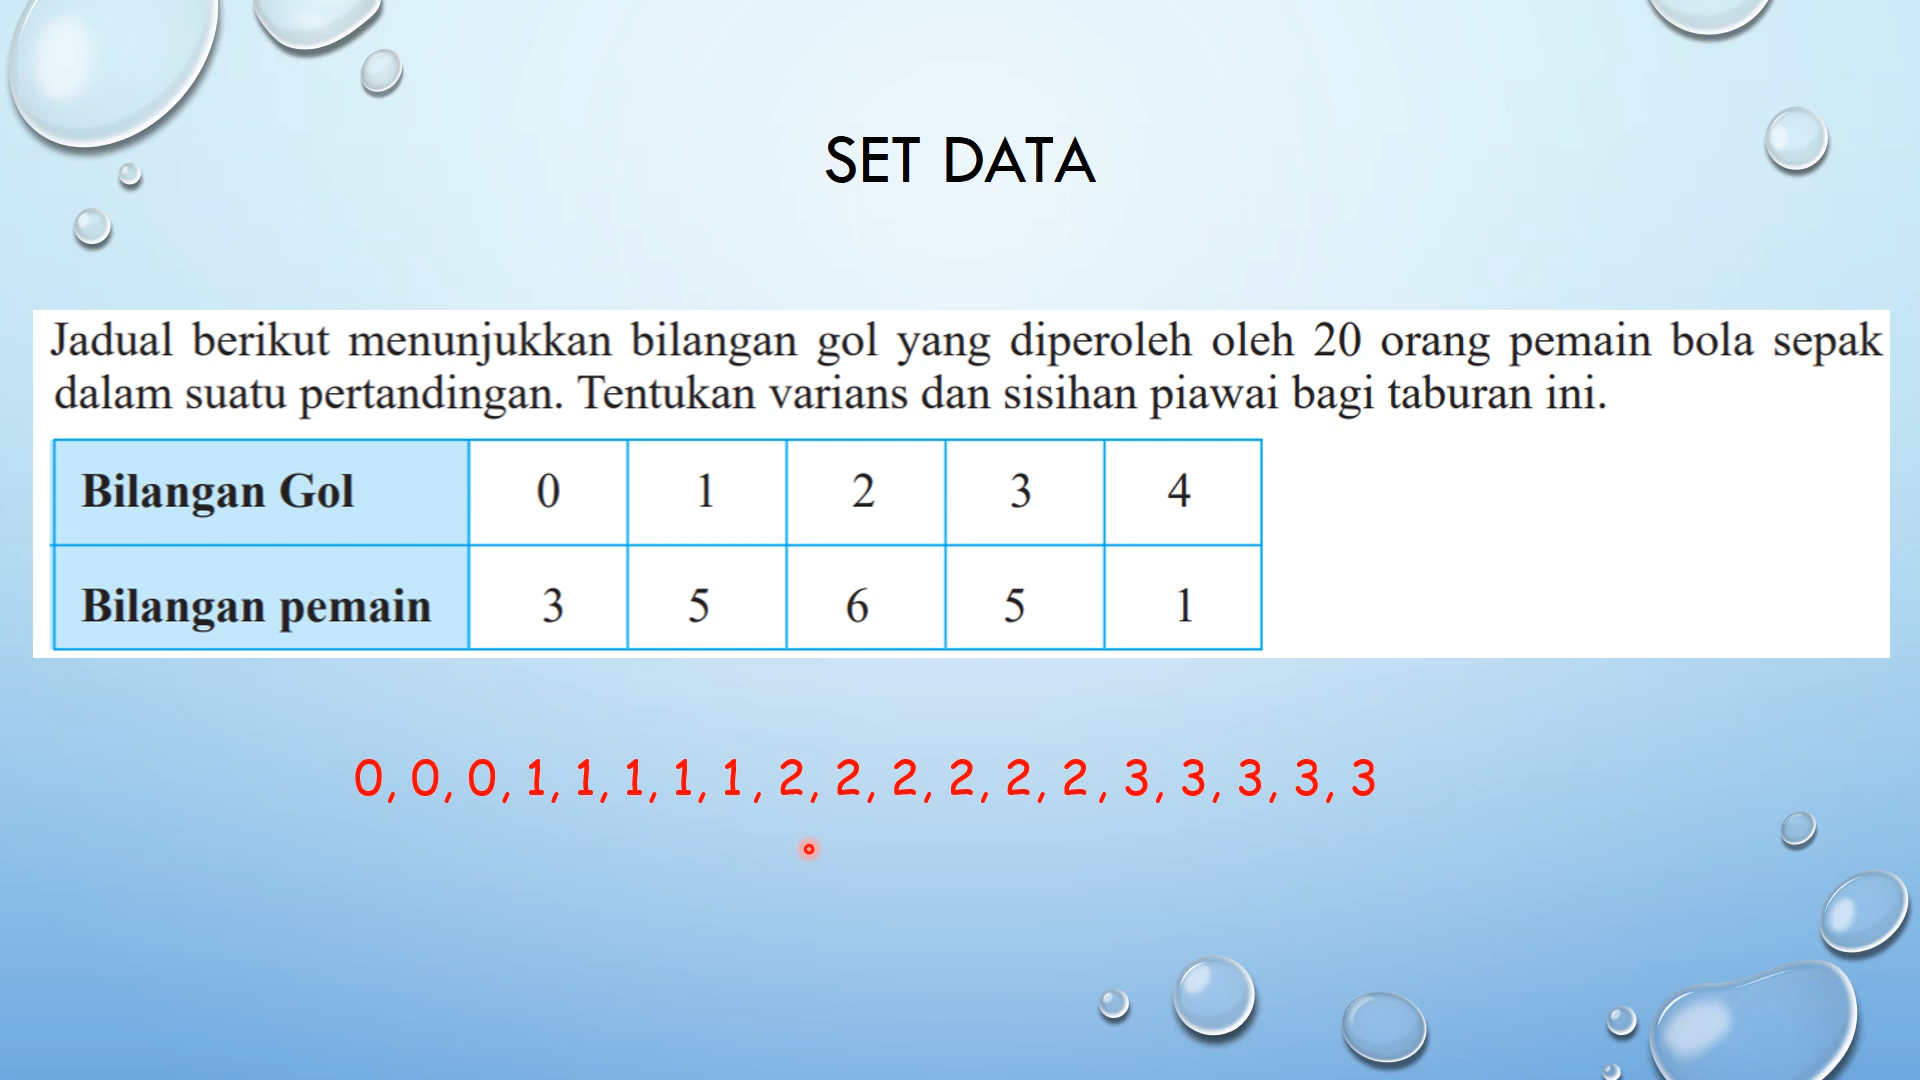 SET DATA
Jadual berikut menunjukkan bilangan gol yang diperoleh oleh 20 orang pemain bola sepak
dalam suatu pertandingan. Tentukan varians dan sisihan piawai bagi taburan ini.
Bilangan Gol 0 1 2 3 4
Bilangan pemain 3 5 6 5 1
0, 0, 0, 1, 1, 1, 1, 1, 2, 2, 2, 2, 2, 2, 3, 3, 3, 3, 3